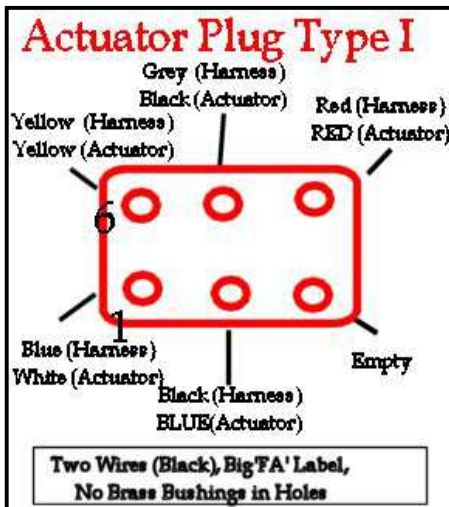 Actuator Plug Type I
Grey (Harness)
Black (Actuator)
Red (Harness)
RED (Actuator)
Yellow (Harness)
Yellow (Actuator)
6
1
Blue (Harness)
White (Actuator)
Black (Harness)
BLUE(Actuator)
Empty
Two Wires (Black), Big'FA' Label,
No Brass Bushings in Holes